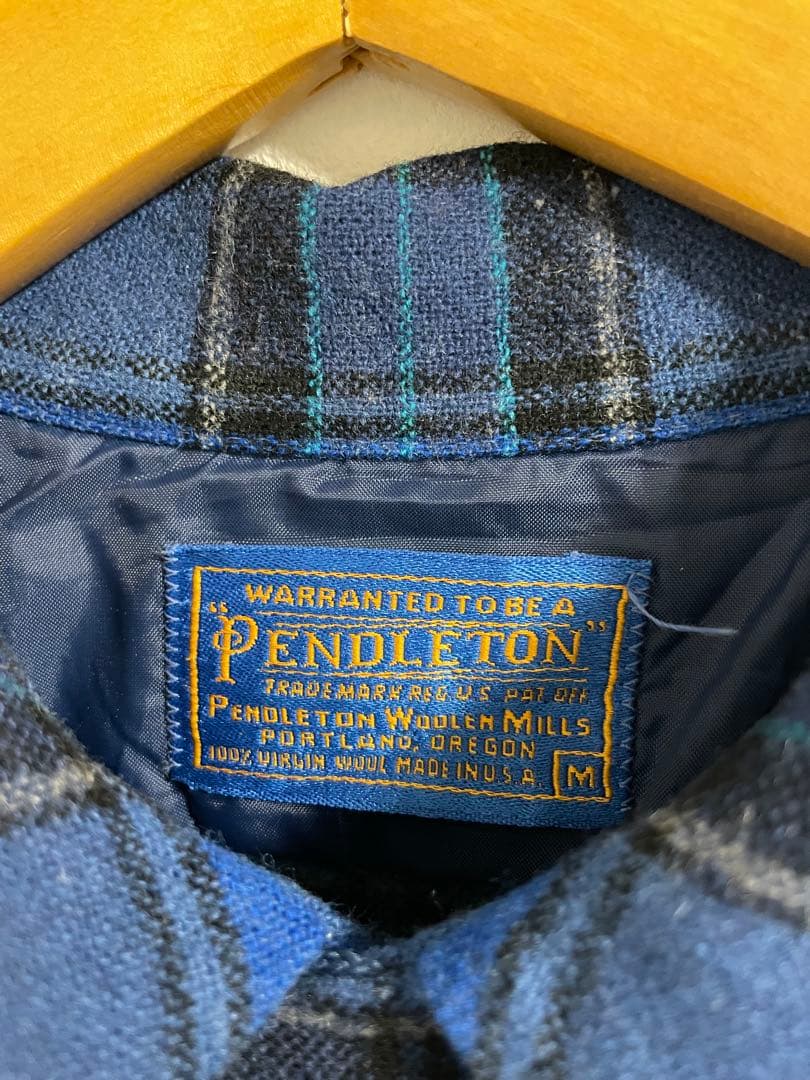 WARRANTED TO BE A
"PENDLETON"
TRADEMARK REG U.S. PAT OFF
PENDLETON WOOLEN MILLS
PORTLAND, OREGON
100% VIRGIN WOOL MADE IN U.S.A. M